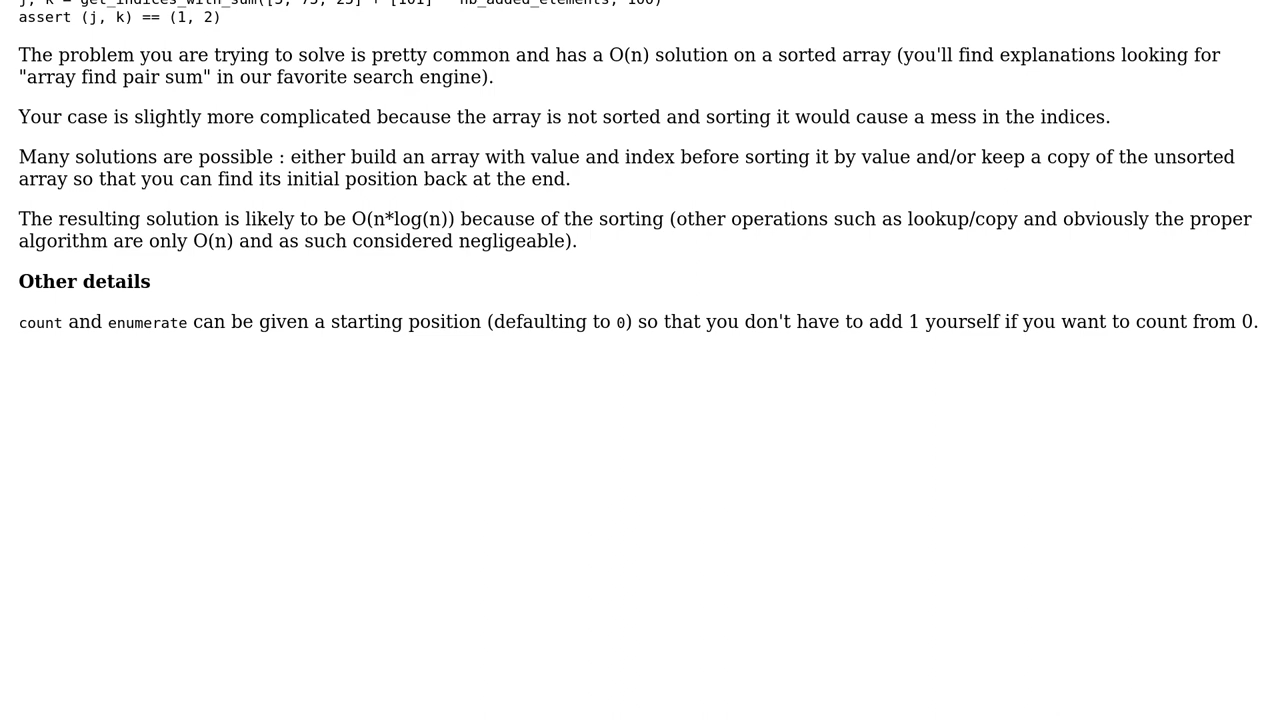 j, k = get_indices_with_sum([5, 75, 25] + [101] * nb_added_elements, 100)
assert (j, k) == (1, 2)
The problem you are trying to solve is pretty common and has a O(n) solution on a sorted array (you'll find explanations looking for
"array find pair sum" in our favorite search engine).
Your case is slightly more complicated because the array is not sorted and sorting it would cause a mess in the indices.
Many solutions are possible : either build an array with value and index before sorting it by value and/or keep a copy of the unsorted
array so that you can find its initial position back at the end.
The resulting solution is likely to be O(n*log(n)) because of the sorting (other operations such as lookup/copy and obviously the proper
algorithm are only O(n) and as such considered negligeable).
Other details
count and enumerate can be given a starting position (defaulting to 0) so that you don't have to add 1 yourself if you want to count from 0.